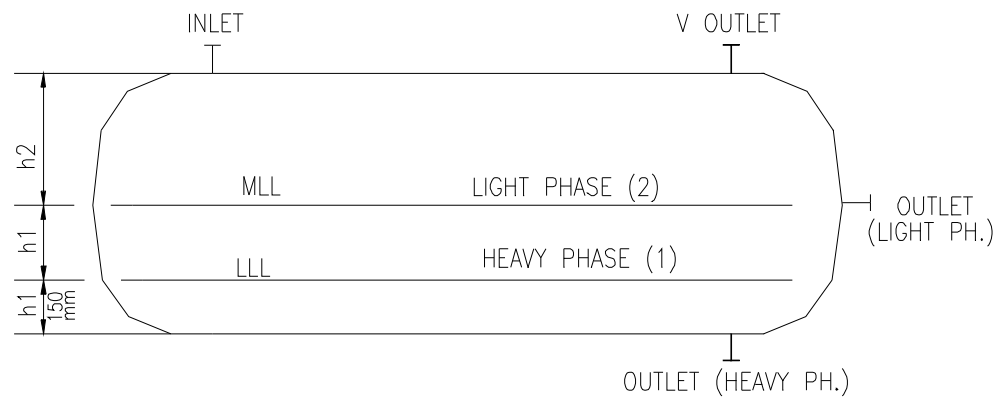 INLET
V OUTLET
h2
MLL
LIGHT PHASE (2)
OUTLET
(LIGHT PH.)
h1
LLL
HEAVY PHASE (1)
h1
150
mm
OUTLET (HEAVY PH.)